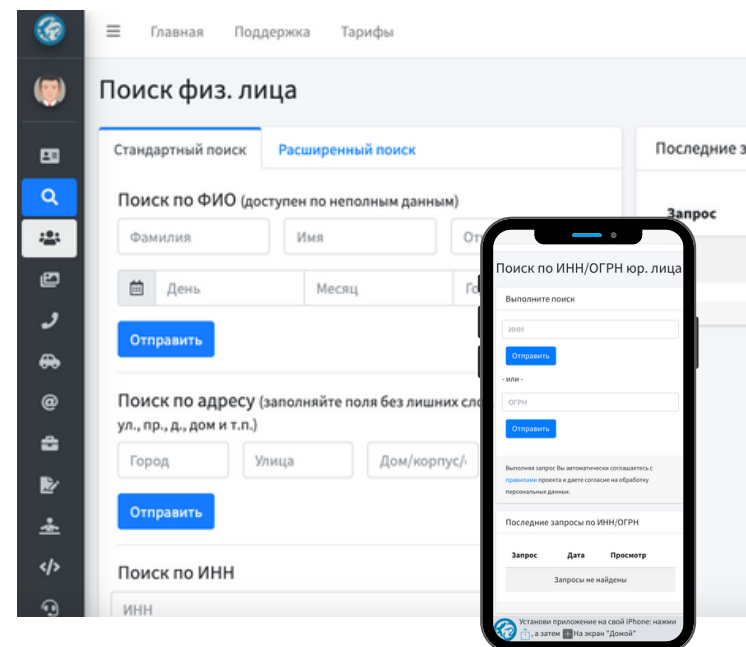 Главная Поддержка Тарифы
Поиск физ. лица
Стандартный поиск Расширенный поиск
Последние з
Поиск по ФИО (доступен по неполным данным)
Запрос
Фамилия Имя От
День Месяц Го
Отправить
Поиск по адресу (заполняйте поля без лишних сло
ул., пр., д., дом и т.п.)
Город Улица Дом/корпус/
Отправить
Поиск по ИНН
ИНН
Поиск по ИНН/ОГРН юр. лица
Выполните поиск
ИНН
Отправить
- или -
ОГРН
Отправить
Выполняя запрос Вы автоматически соглашаетесь с
правилами проекта и даете согласие на обработку
персональных данных.
Последние запросы по ИНН/ОГРН
Запрос Дата Просмотр
Запросы не найдены
Установи приложение на свой iPhone: нажми
, а затем На экран "Домой"